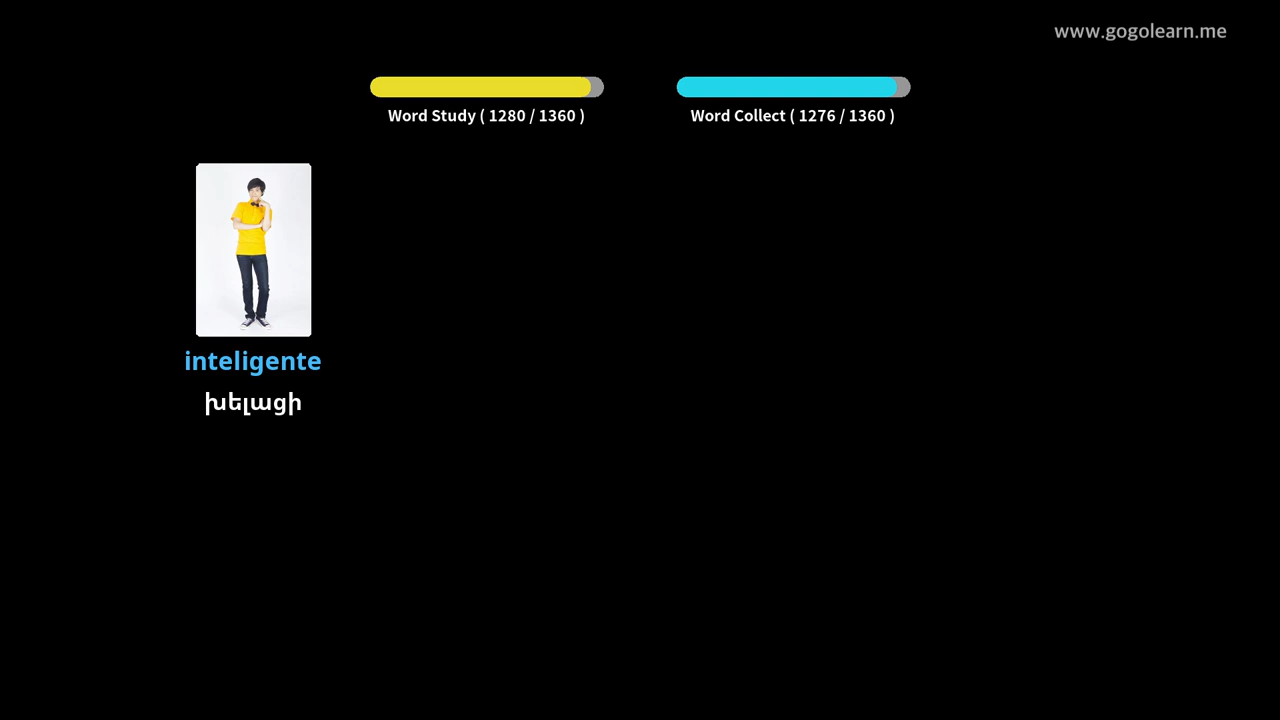 www.gogolearn.me
Word Study ( 1280 / 1360 )
Word Collect ( 1276 / 1360 )
inteligente
խելացի